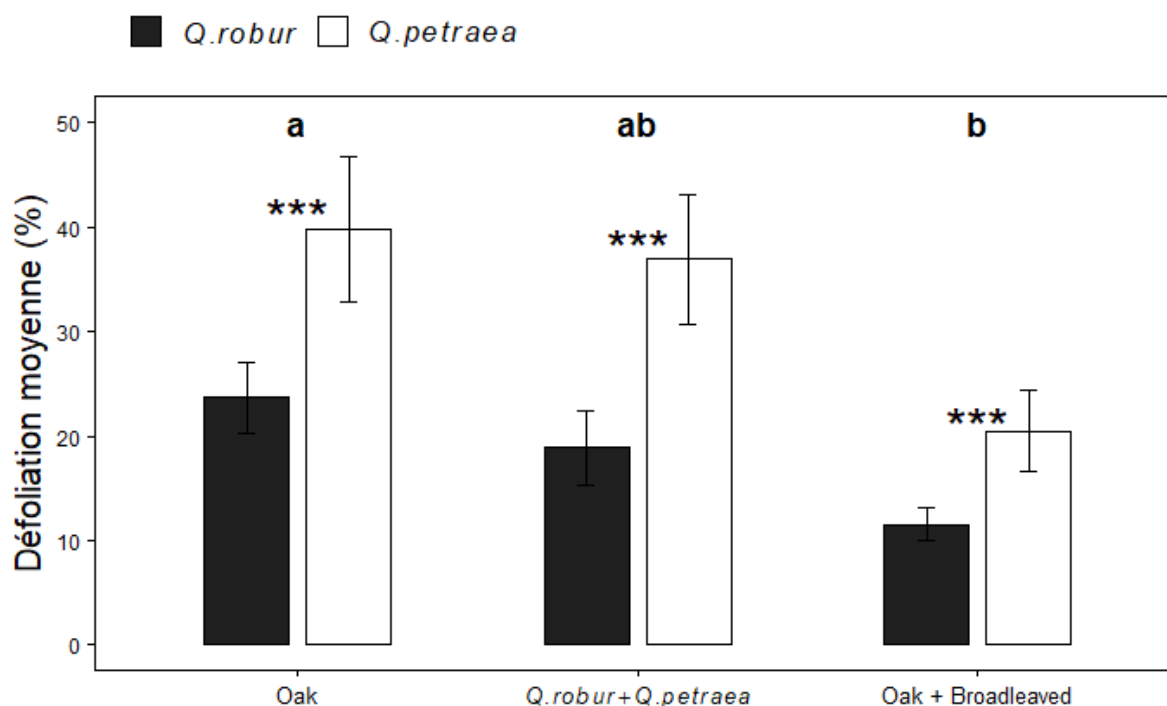 Q.robur Q.petraea
Défoliation moyenne (%)
50
40
30
20
10
0
a ab b
***
***
***
Oak Q.robur+Q.petraea Oak + Broadleaved